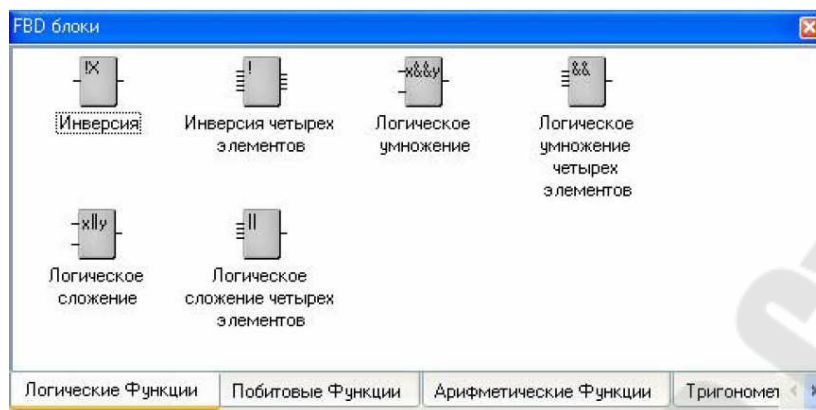 FBD блоки
!X
!
x&&y
&&
Инверсия
Инверсия четырех
элементов
Логическое
умножение
Логическое
умножение
четырех
элементов
x||y
||
Логическое
сложение
Логическое
сложение четырех
элементов
Логические Функции
Побитовые Функции
Арифметические Функции
Тригономет